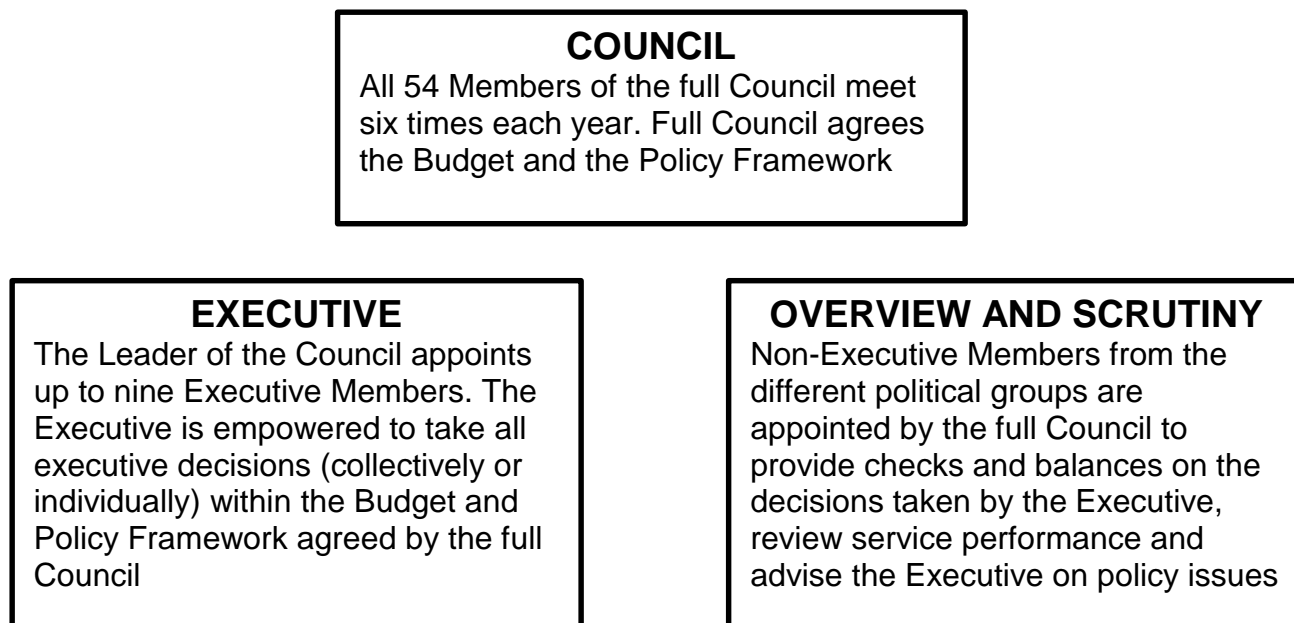 COUNCIL
All 54 Members of the full Council meet
six times each year. Full Council agrees
the Budget and the Policy Framework
EXECUTIVE
The Leader of the Council appoints
up to nine Executive Members. The
Executive is empowered to take all
executive decisions (collectively or
individually) within the Budget and
Policy Framework agreed by the full
Council
OVERVIEW AND SCRUTINY
Non-Executive Members from the
different political groups are
appointed by the full Council to
provide checks and balances on the
decisions taken by the Executive,
review service performance and
advise the Executive on policy issues